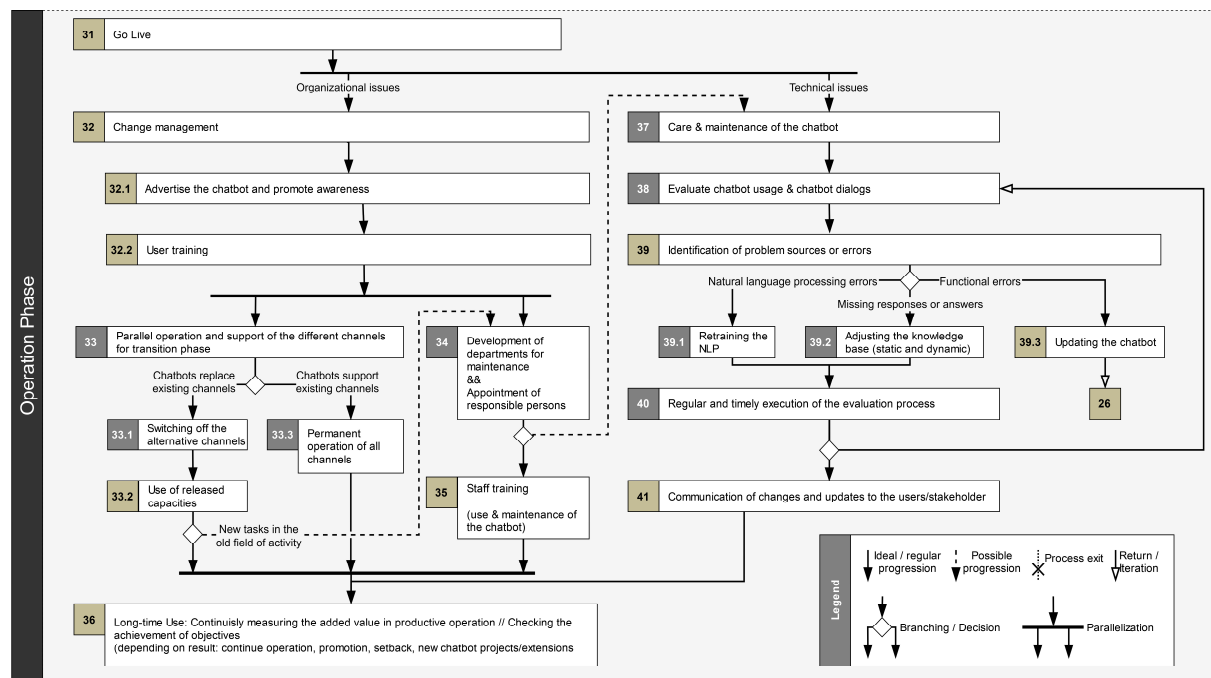 Operation Phase
31
Go Live
Organizational issues
Technical issues
32
Change management
32.1
Advertise the chatbot and promote awareness
32.2
User training
33
Parallel operation and support of the different channels
for transition phase
Chatbots replace
existing channels
Chatbots support
existing channels
33.1
Switching off the
alternative channels
33.2
Use of released
capacities
33.3
Permanent
operation of all
channels
New tasks in the
old field of activity
34
Development of
departments for
maintenance
&&
Appointment of
responsible persons
35
Staff training
(use & maintenance of
the chatbot)
36
Long-time Use: Continuisly measuring the added value in productive operation // Checking the
achievement of objectives
(depending on result: continue operation, promotion, setback, new chatbot projects/extensions
37
Care & maintenance of the chatbot
38
Evaluate chatbot usage & chatbot dialogs
39
Identification of problem sources or errors
Natural language processing errors
Functional errors
Missing responses or answers
39.1
Retraining the
NLP
39.2
Adjusting the knowledge
base (static and dynamic)
39.3
Updating the chatbot
26
40
Regular and timely execution of the evaluation process
41
Communication of changes and updates to the users/stakeholder
Legend
Ideal / regular
progression
Possible
progression
Process exit
Return /
Iteration
Branching / Decision
Parallelization